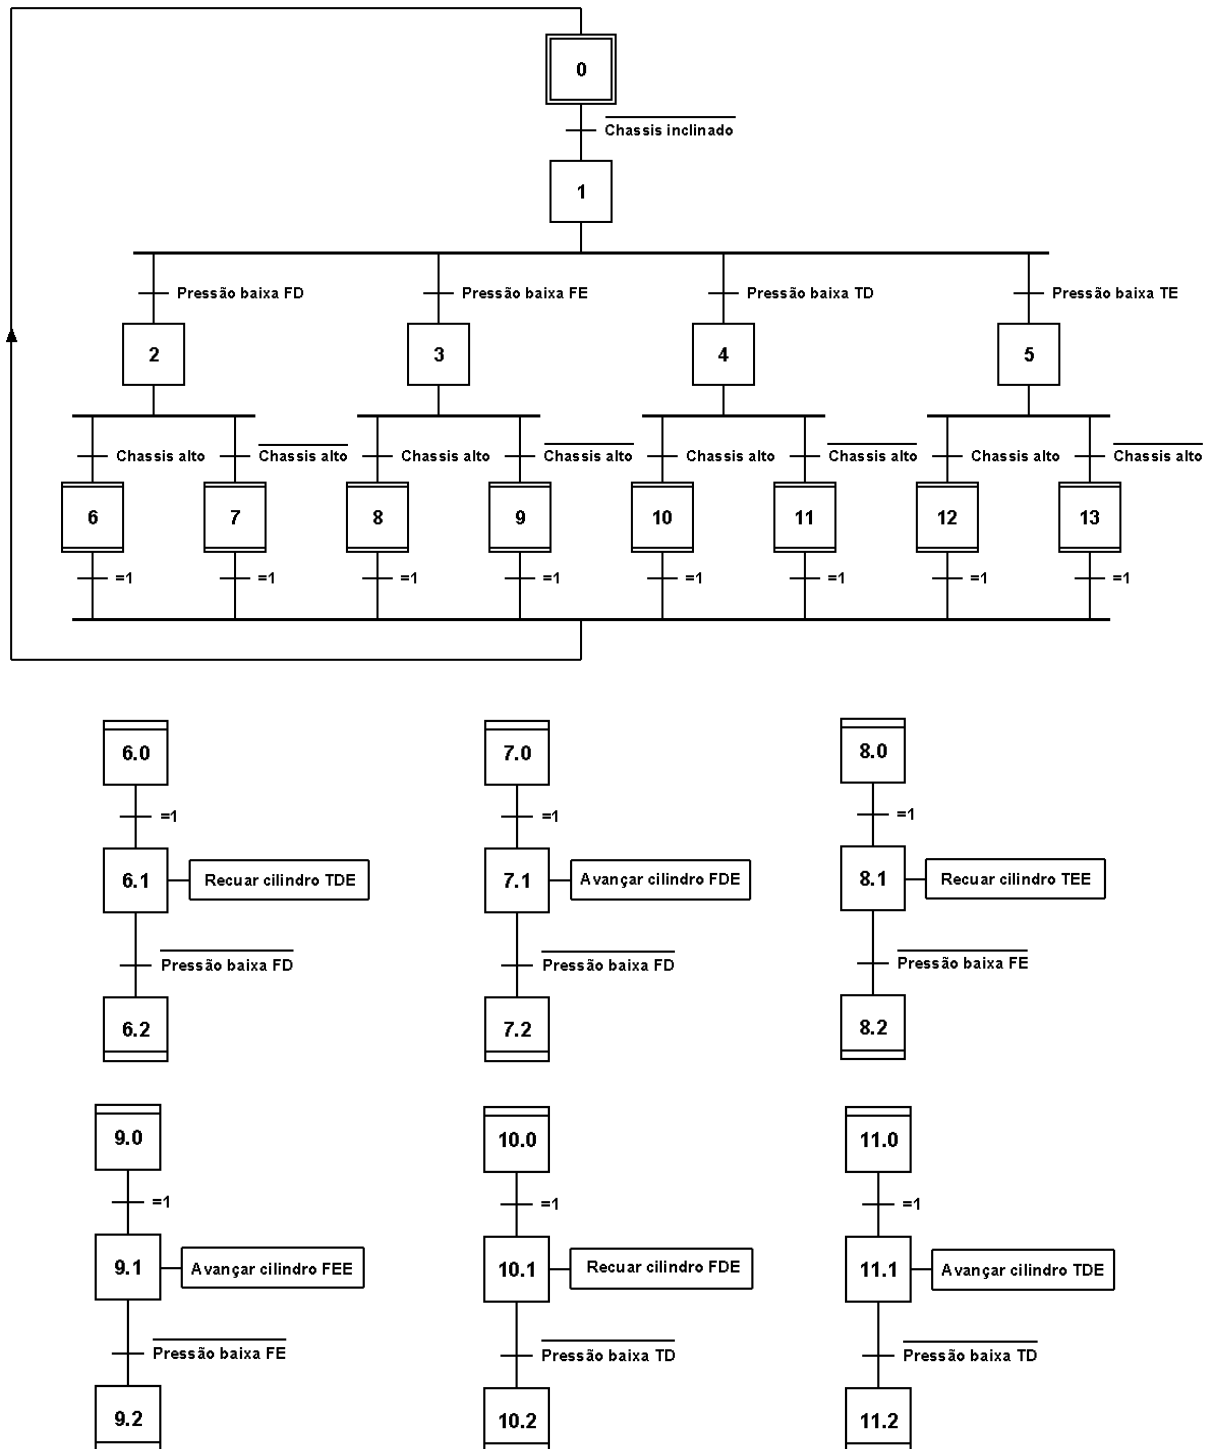 0
Chassis inclinado
1
Pressão baixa FD
Pressão baixa FE
Pressão baixa TD
Pressão baixa TE
2
3
4
5
Chassis alto
Chassis alto
Chassis alto
Chassis alto
Chassis alto
Chassis alto
Chassis alto
Chassis alto
6
7
8
9
10
11
12
13
=1
=1
=1
=1
=1
=1
=1
=1
6.0
7.0
8.0
=1
=1
=1
6.1
Recuar cilindro TDE
7.1
Avançar cilindro FDE
8.1
Recuar cilindro TEE
Pressão baixa FD
Pressão baixa FD
Pressão baixa FE
6.2
7.2
8.2
9.0
10.0
11.0
=1
=1
=1
9.1
Avançar cilindro FEE
10.1
Recuar cilindro FDE
11.1
Avançar cilindro TDE
Pressão baixa FE
Pressão baixa TD
Pressão baixa TD
9.2
10.2
11.2